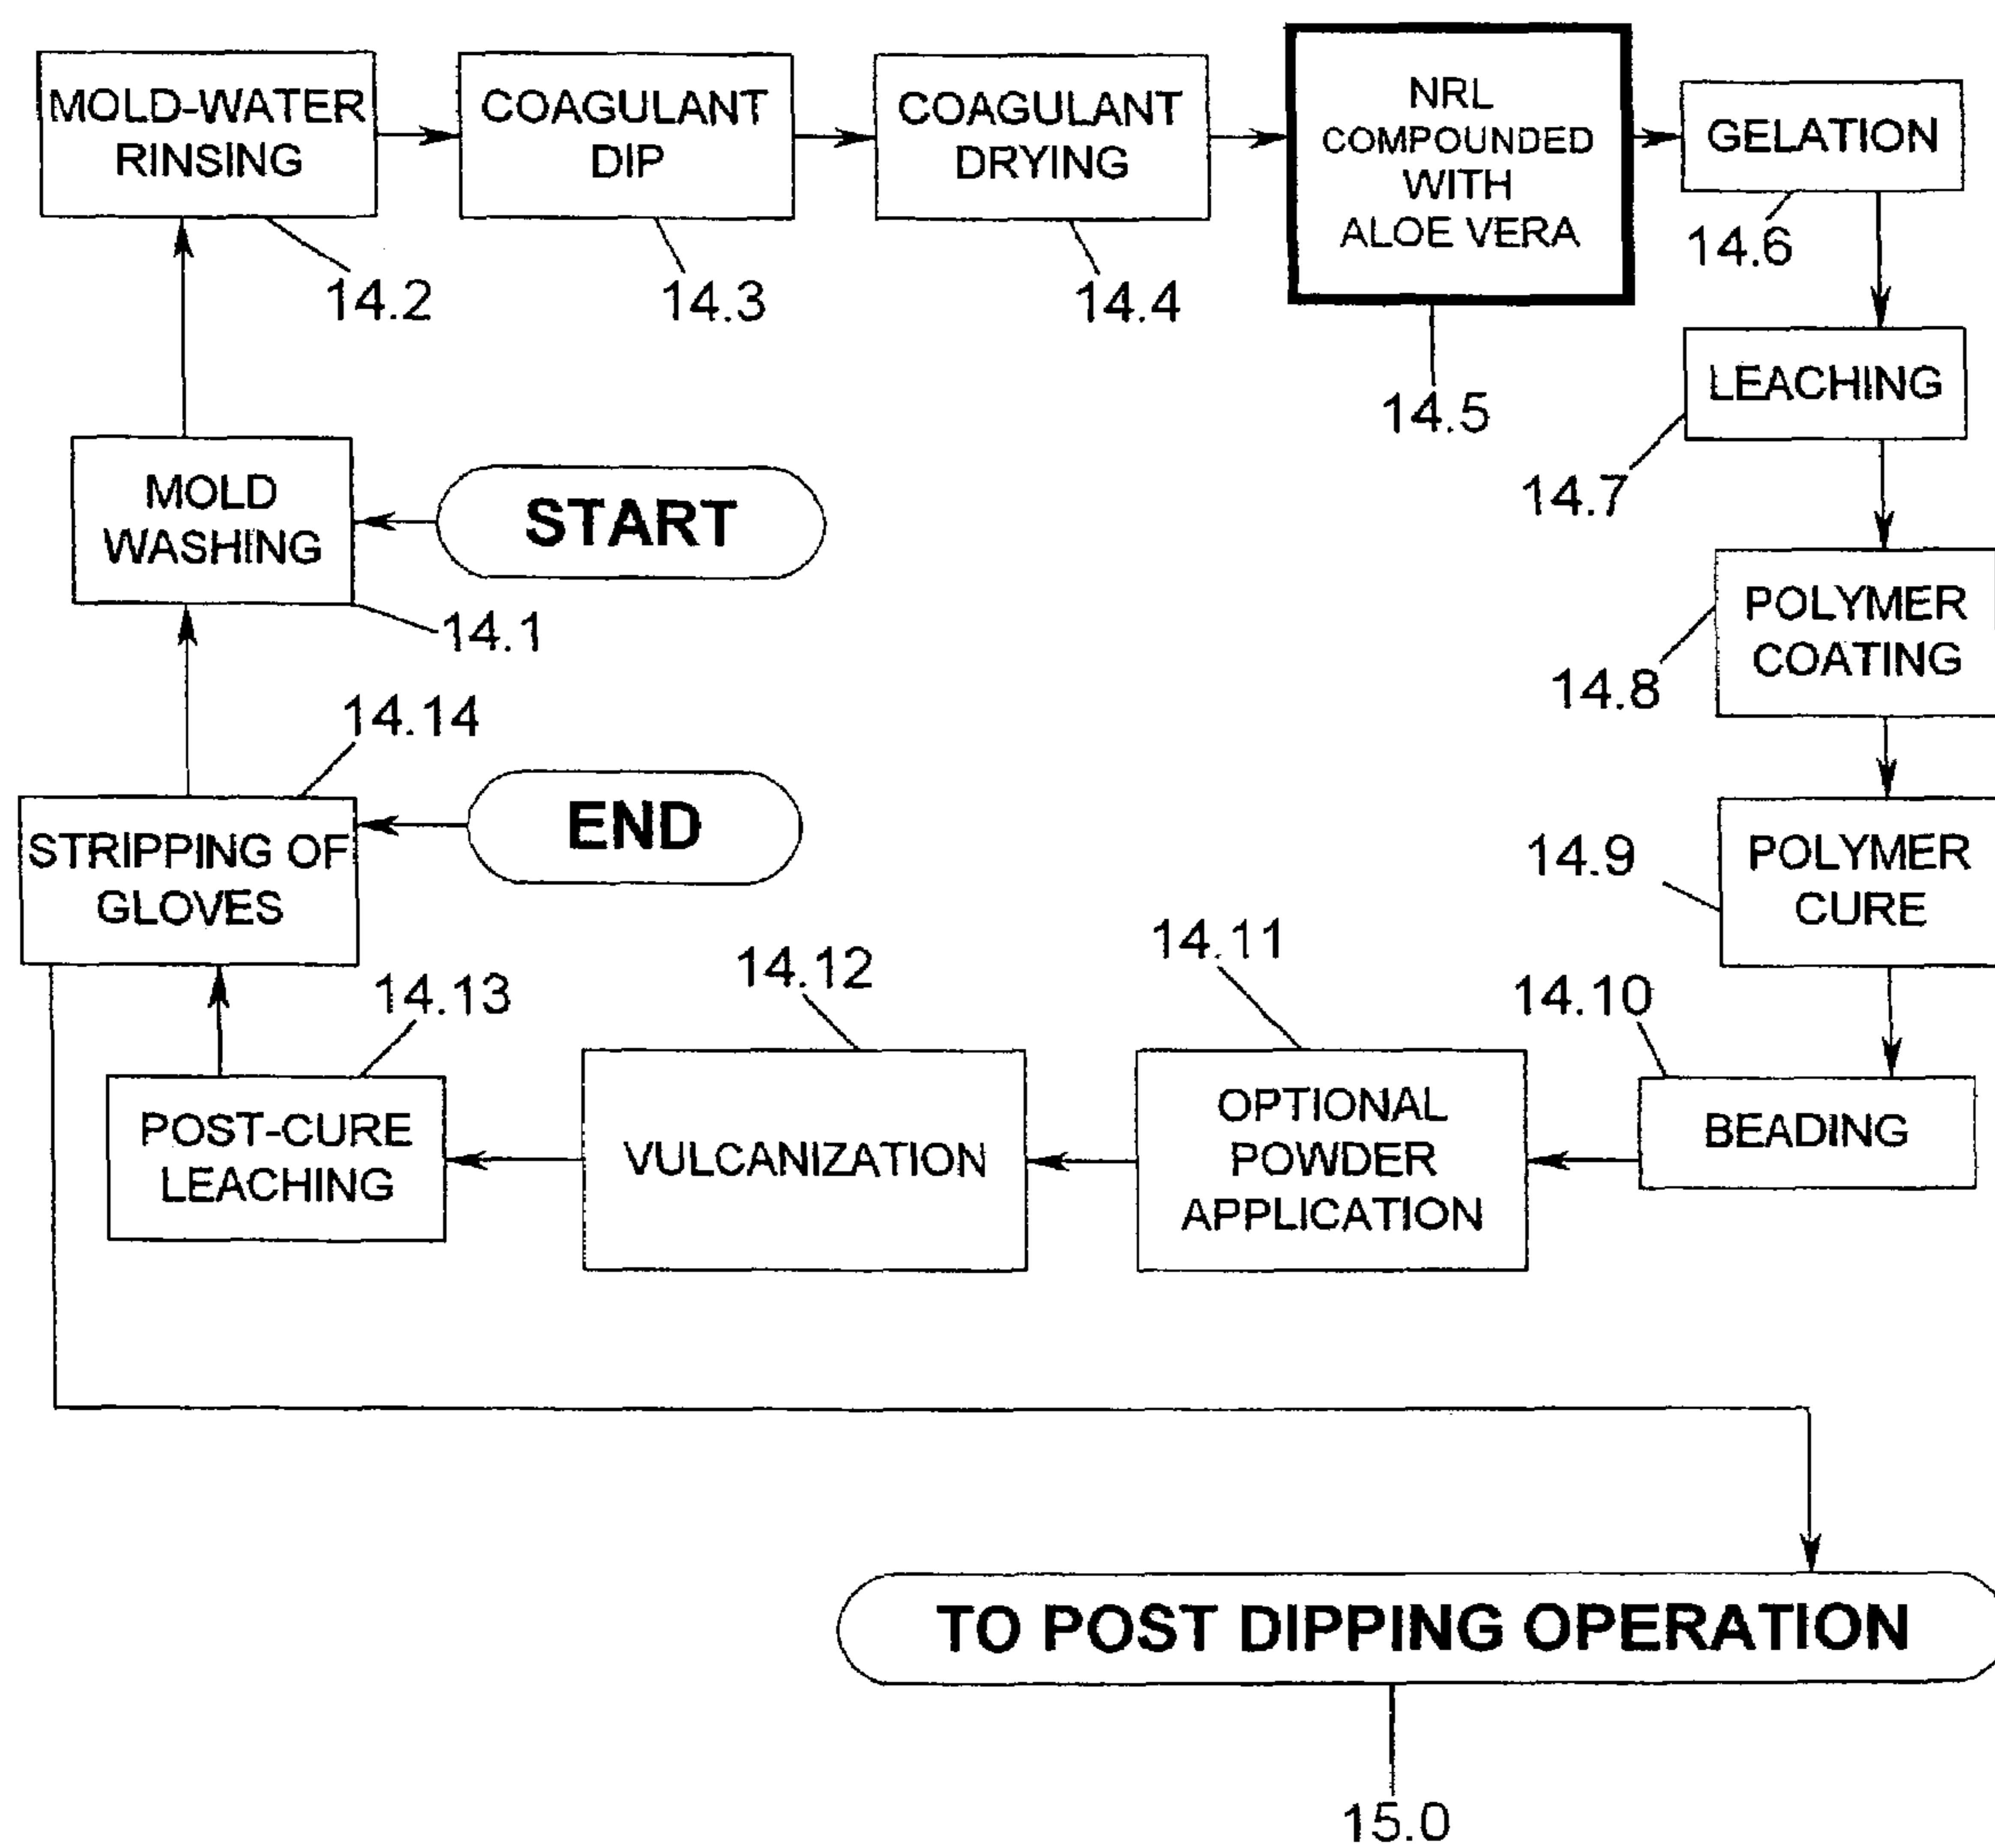 MOLD-WATER
RINSING
14.2
COAGULANT
DIP
14.3
COAGULANT
DRYING
14.4
NRL
COMPOUNDED
WITH
ALOE VERA
14.5
GELATION
14.6
LEACHING
14.7
MOLD
WASHING
14.1
START
POLYMER
COATING
14.8
14.14
STRIPPING OF
GLOVES
END
POLYMER
CURE
14.9
14.10
BEADING
14.11
OPTIONAL
POWDER
APPLICATION
14.12
VULCANIZATION
14.13
POST-CURE
LEACHING
TO POST DIPPING OPERATION
15.0